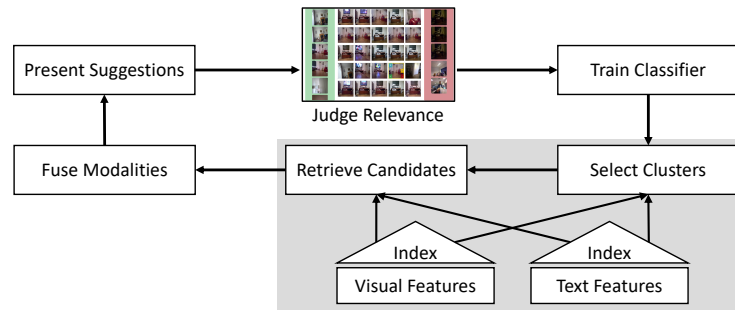 Present Suggestions
Judge Relevance
Train Classifier
Fuse Modalities
Retrieve Candidates
Select Clusters
Index
Index
Visual Features
Text Features